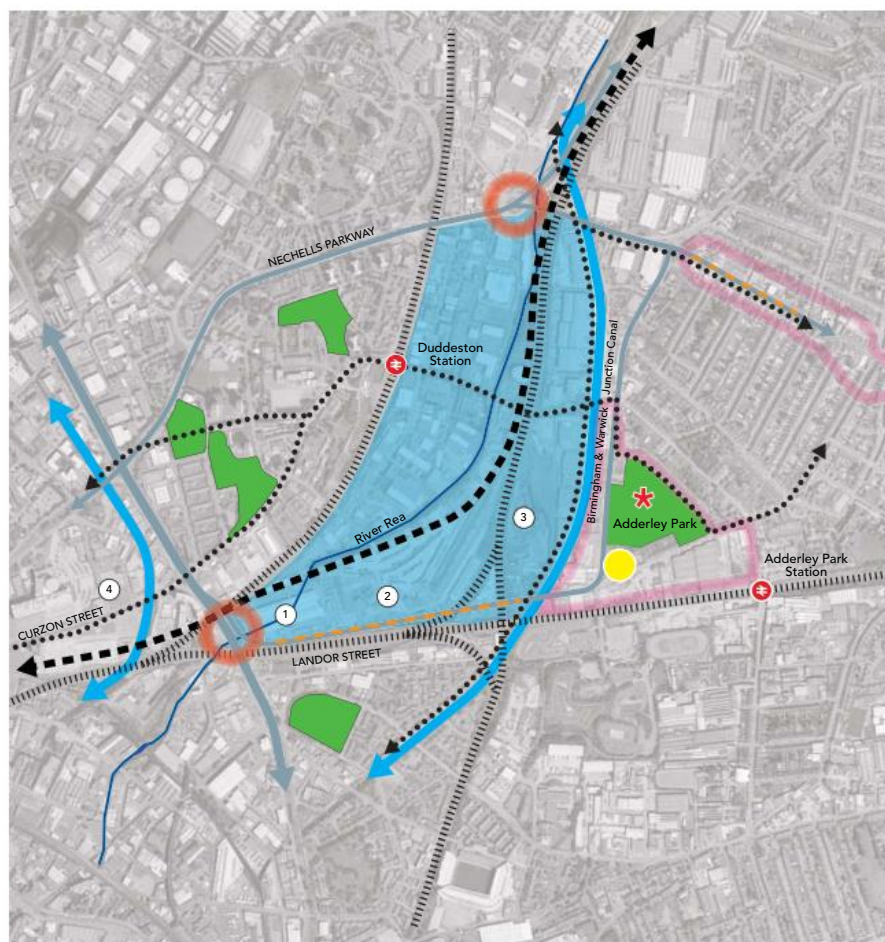 NECHELLS PARKWAY
Duddeston
Station
Birmingham & Warwick Junction Canal
River Rea
3
Adderley Park
Adderley Park
Station
4
2
1
CURZON STREET
LANDOR STREET